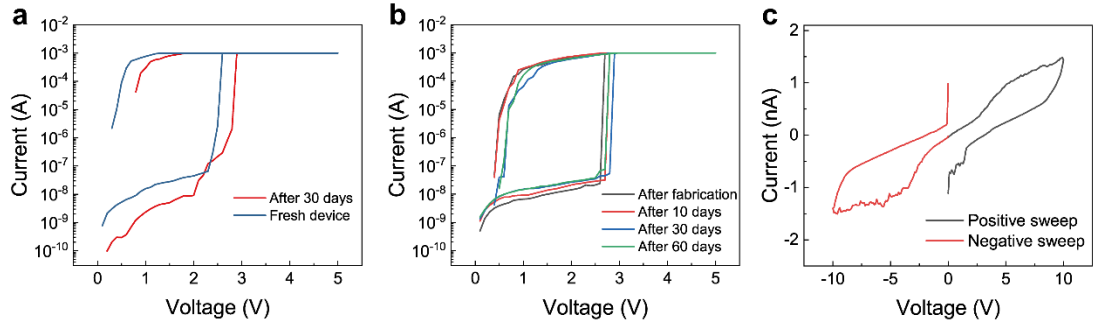 a
Current (A)
10⁻²
10⁻³
10⁻⁴
10⁻⁵
10⁻⁶
10⁻⁷
10⁻⁸
10⁻⁹
10⁻¹⁰
0 1 2 3 4 5
Voltage (V)
After 30 days
Fresh device
b
Current (A)
10⁻²
10⁻³
10⁻⁴
10⁻⁵
10⁻⁶
10⁻⁷
10⁻⁸
10⁻⁹
10⁻¹⁰
0 1 2 3 4 5
Voltage (V)
After fabrication
After 10 days
After 30 days
After 60 days
c
Current (nA)
2
1
0
-1
-2
-10 -5 0 5 10
Voltage (V)
Positive sweep
Negative sweep